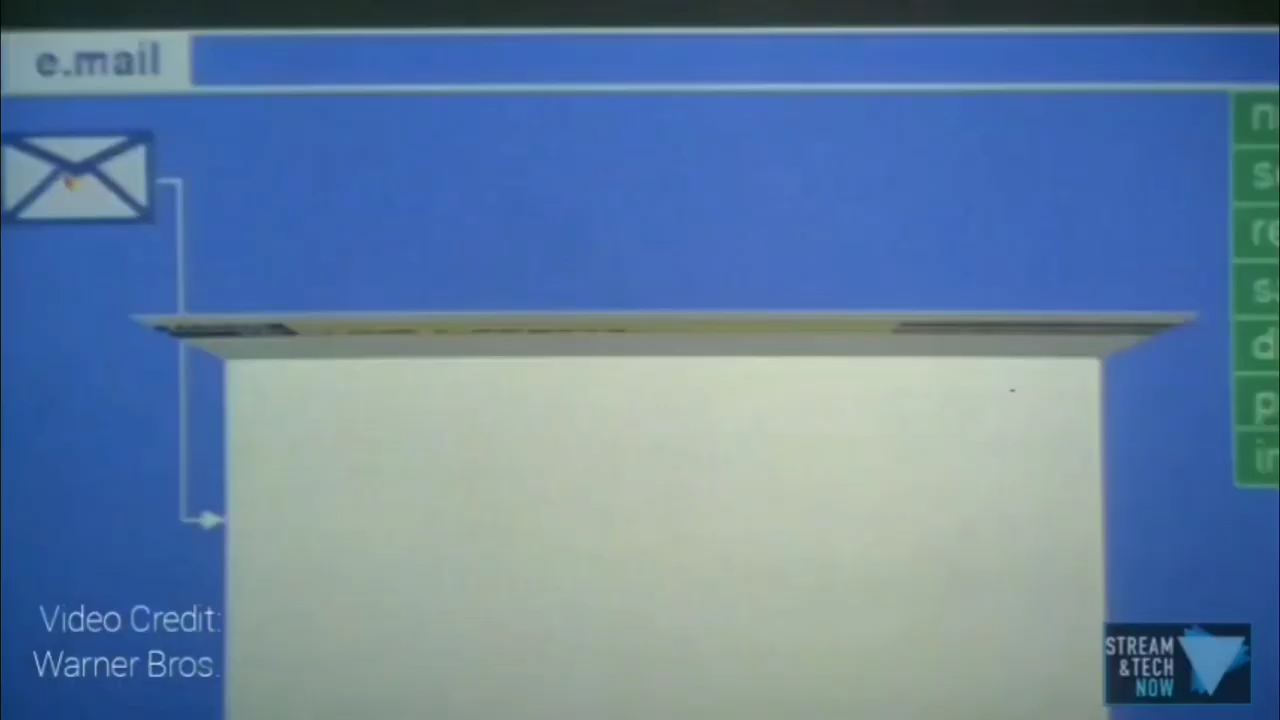 e.mail
Video Credit:
Warner Bros.
STREAM
&TECH
NOW